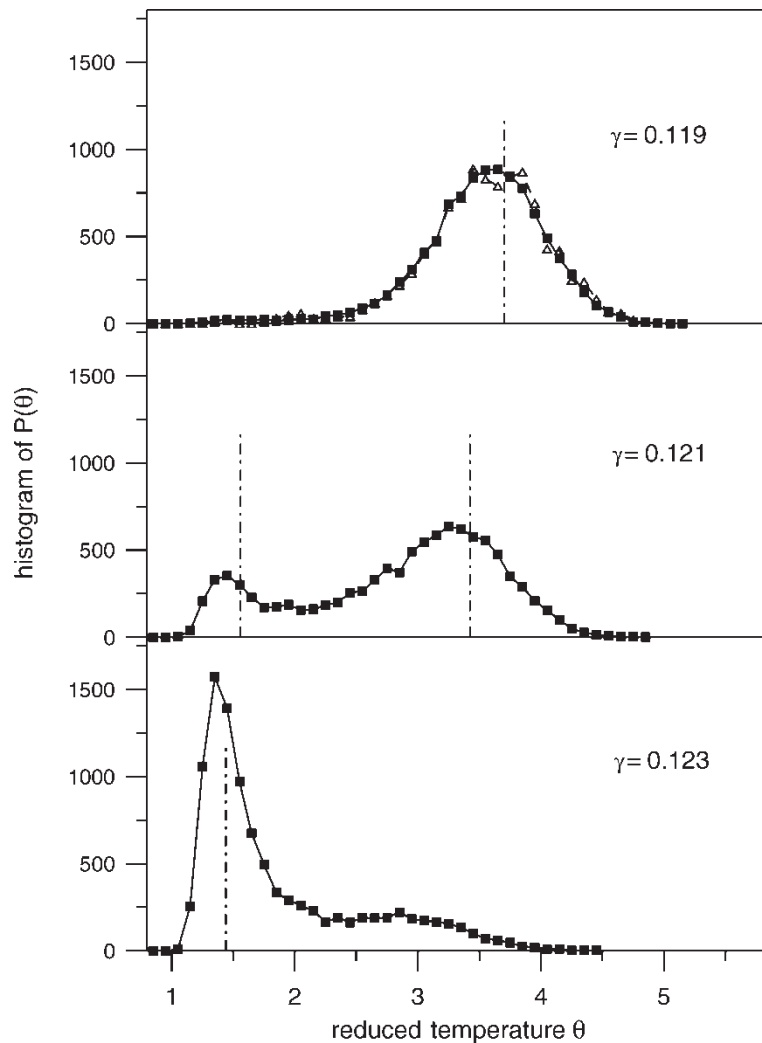 1500
1000
500
0
γ= 0.119
1500
1000
500
0
γ= 0.121
histogram of P(θ)
1500
1000
500
0
γ= 0.123
1 2 3 4 5
reduced temperature θ